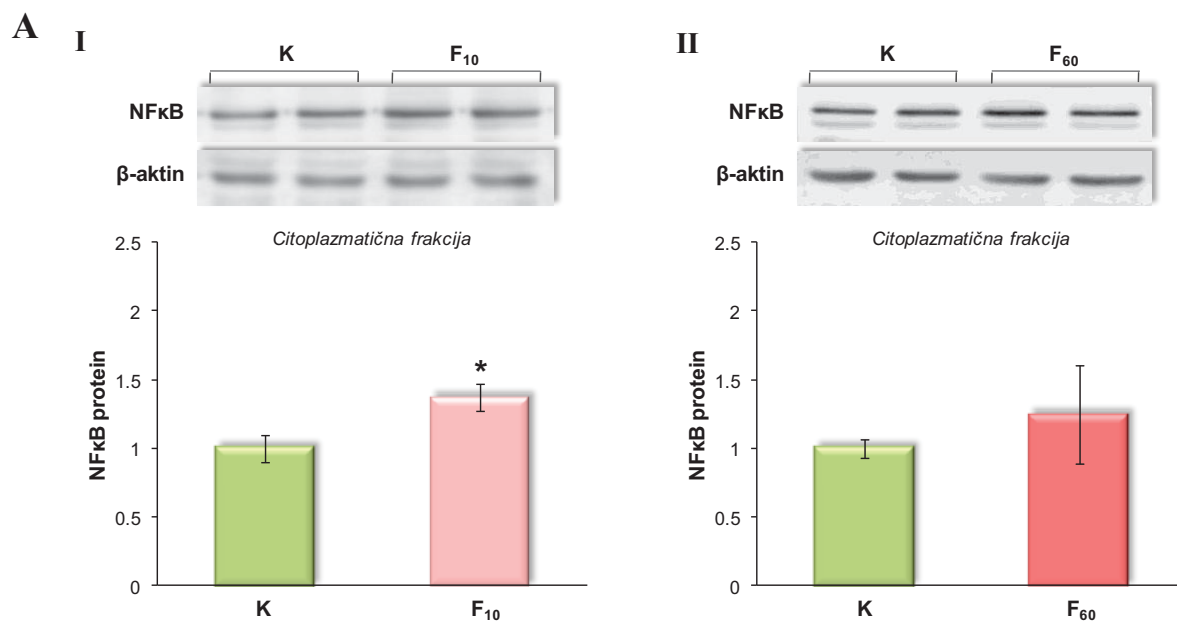 A
I
K F₁₀
NFκB
β-aktin
Citoplazmatična frakcija
2.5
2
1.5
1
0.5
0
NFκB protein
*
K F₁₀
II
K F₆₀
NFκB
β-aktin
Citoplazmatična frakcija
2.5
2
1.5
1
0.5
0
NFκB protein
K F₆₀